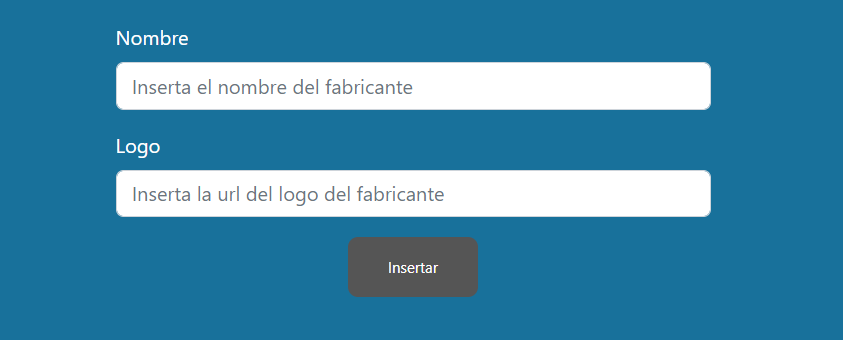 Nombre
Inserta el nombre del fabricante
Logo
Inserta la url del logo del fabricante
Insertar